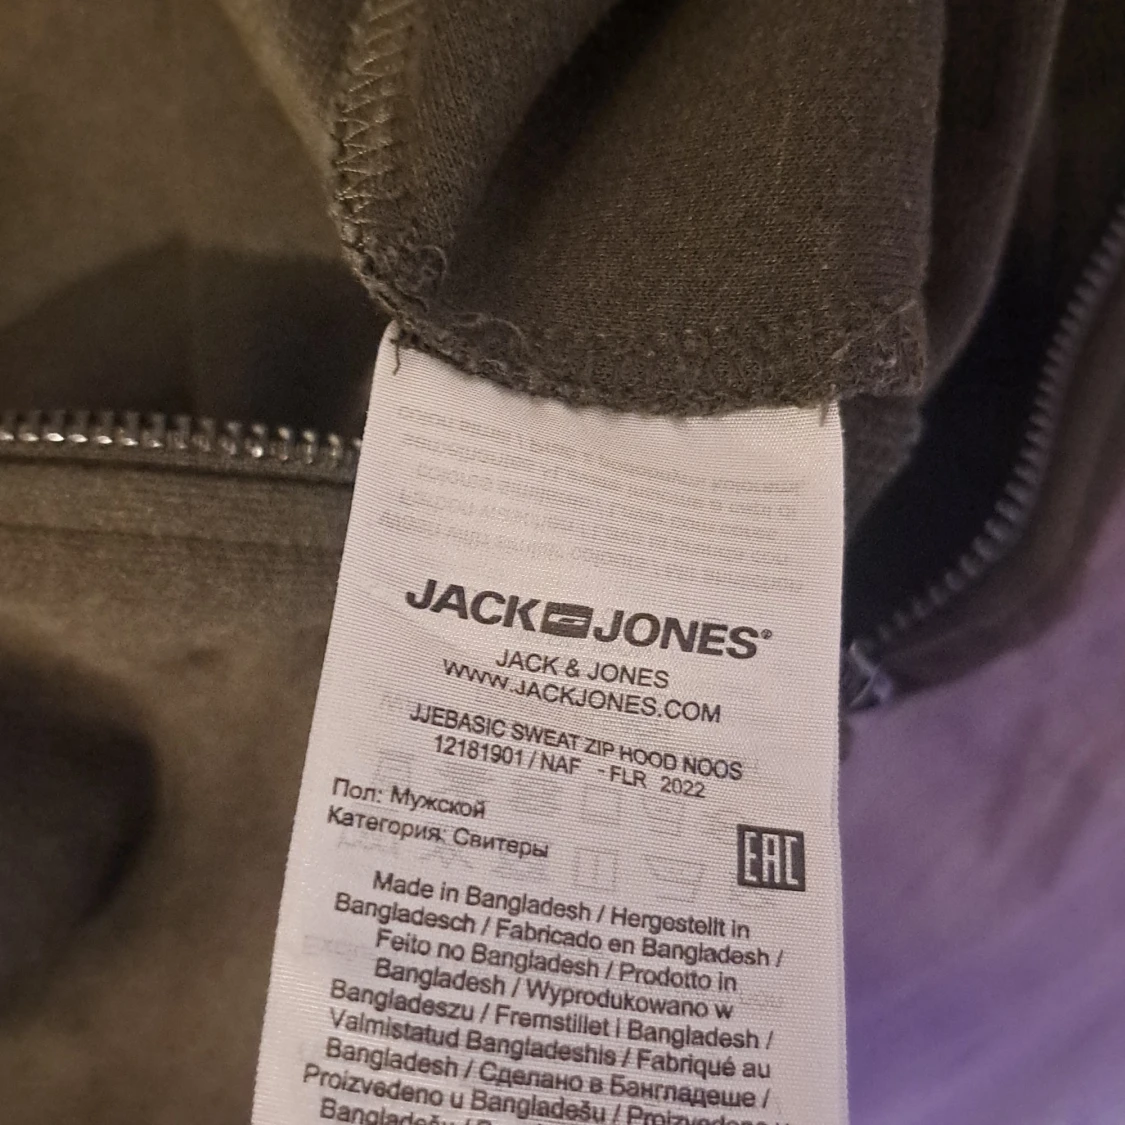 JACK JONES®
JACK & JONES
WWW.JACKJONES.COM
JJEBASIC SWEAT ZIP HOOD NOOS
12181901 / NAF -FLR 2022
Пол: Мужской
Категория: Свитеры
EAC
Made in Bangladesh / Hergestellt in
Bangladesch / Fabricado en Bangladesh /
Feito no Bangladesh / Prodotto in
Bangladesh / Wyprodukowano w
Bangladeszu / Fremstillet i Bangladesh /
Valmistatud Bangladeshis / Fabriqué au
Bangladesh / Сделано в Бангладеше /
Proizvedeno u Bangladešu / Proizvedeno
Bangladešu /